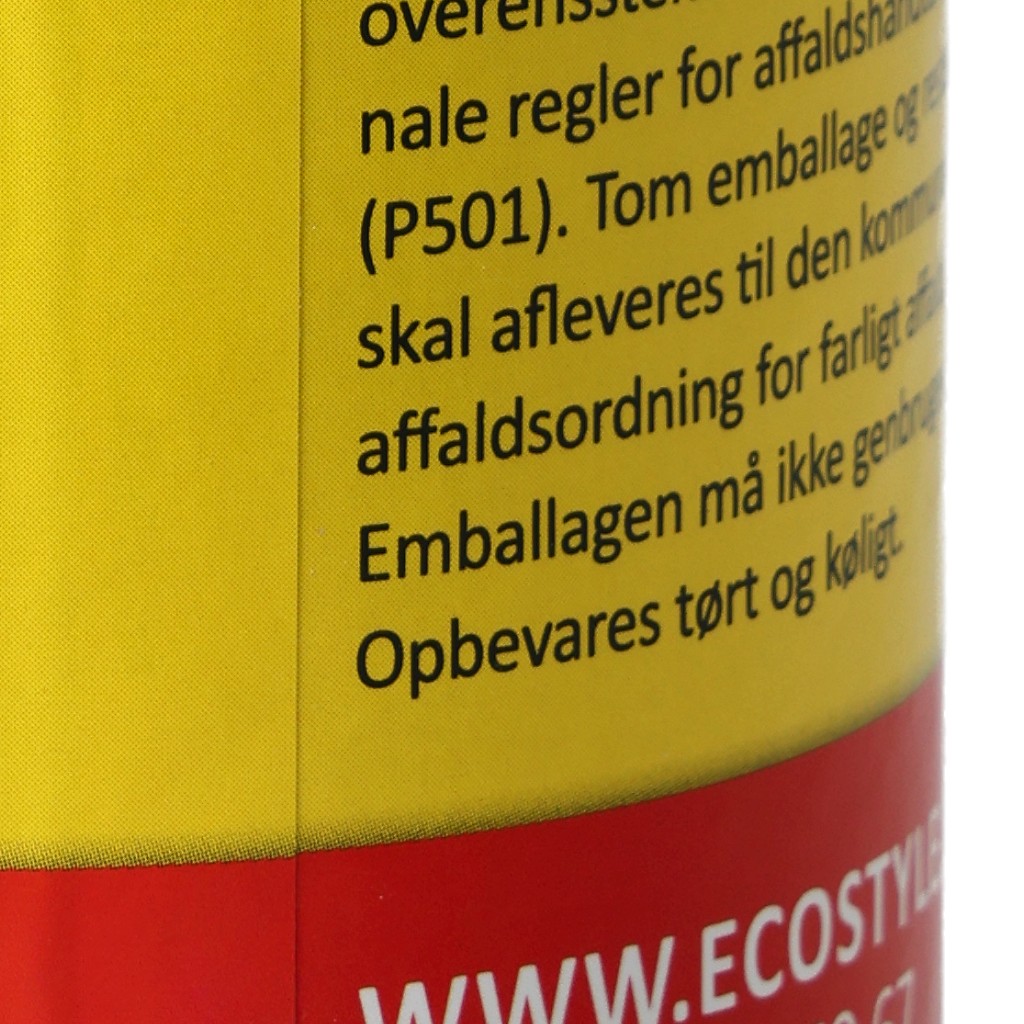 nale regler for
(P501). Tom emballage og
skal afleveres til den
affaldsordning for farligt
Emballagen må ikke
Opbevares tørt og køligt.
WWW.ECOSTYLE
67